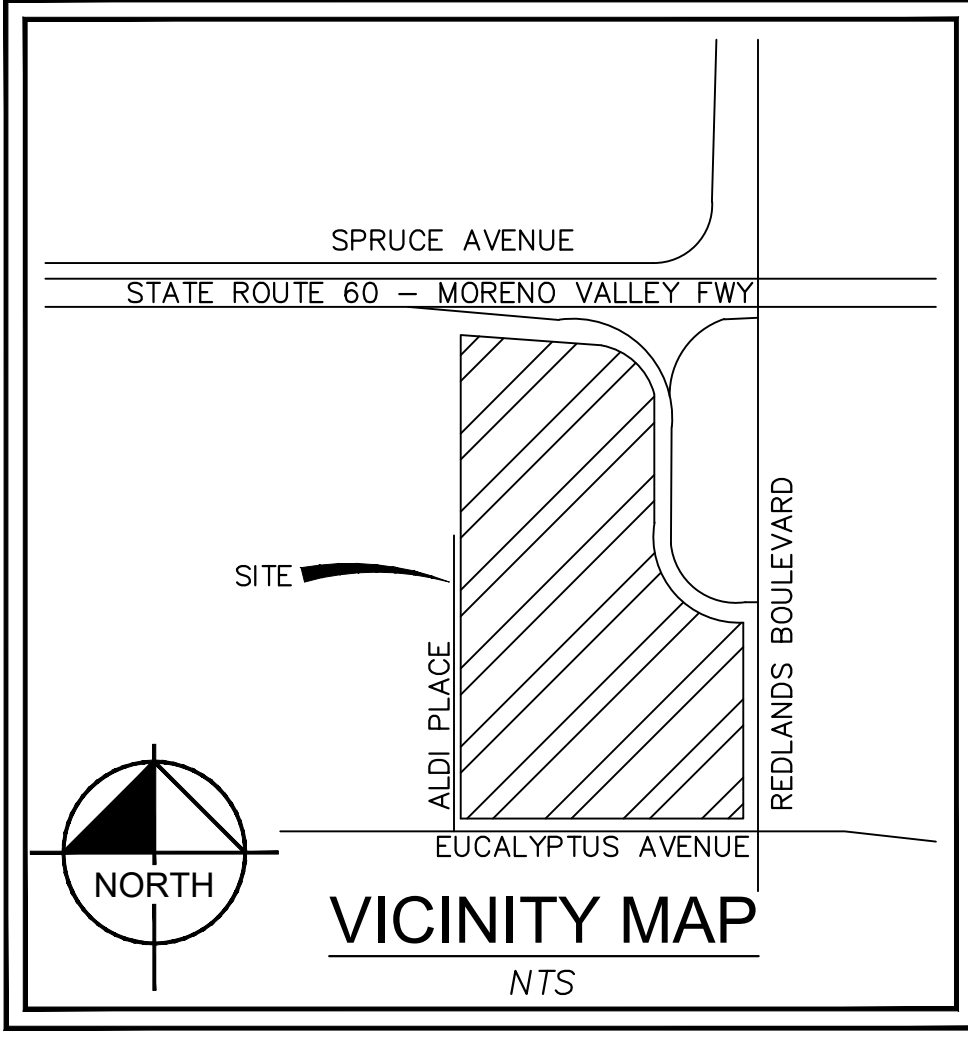 SPRUCE AVENUE
STATE ROUTE 60 – MORENO VALLEY FWY
SITE
ALDI PLACE
REDLANDS BOULEVARD
EUCALYPTUS AVENUE
NORTH
VICINITY MAP
NTS